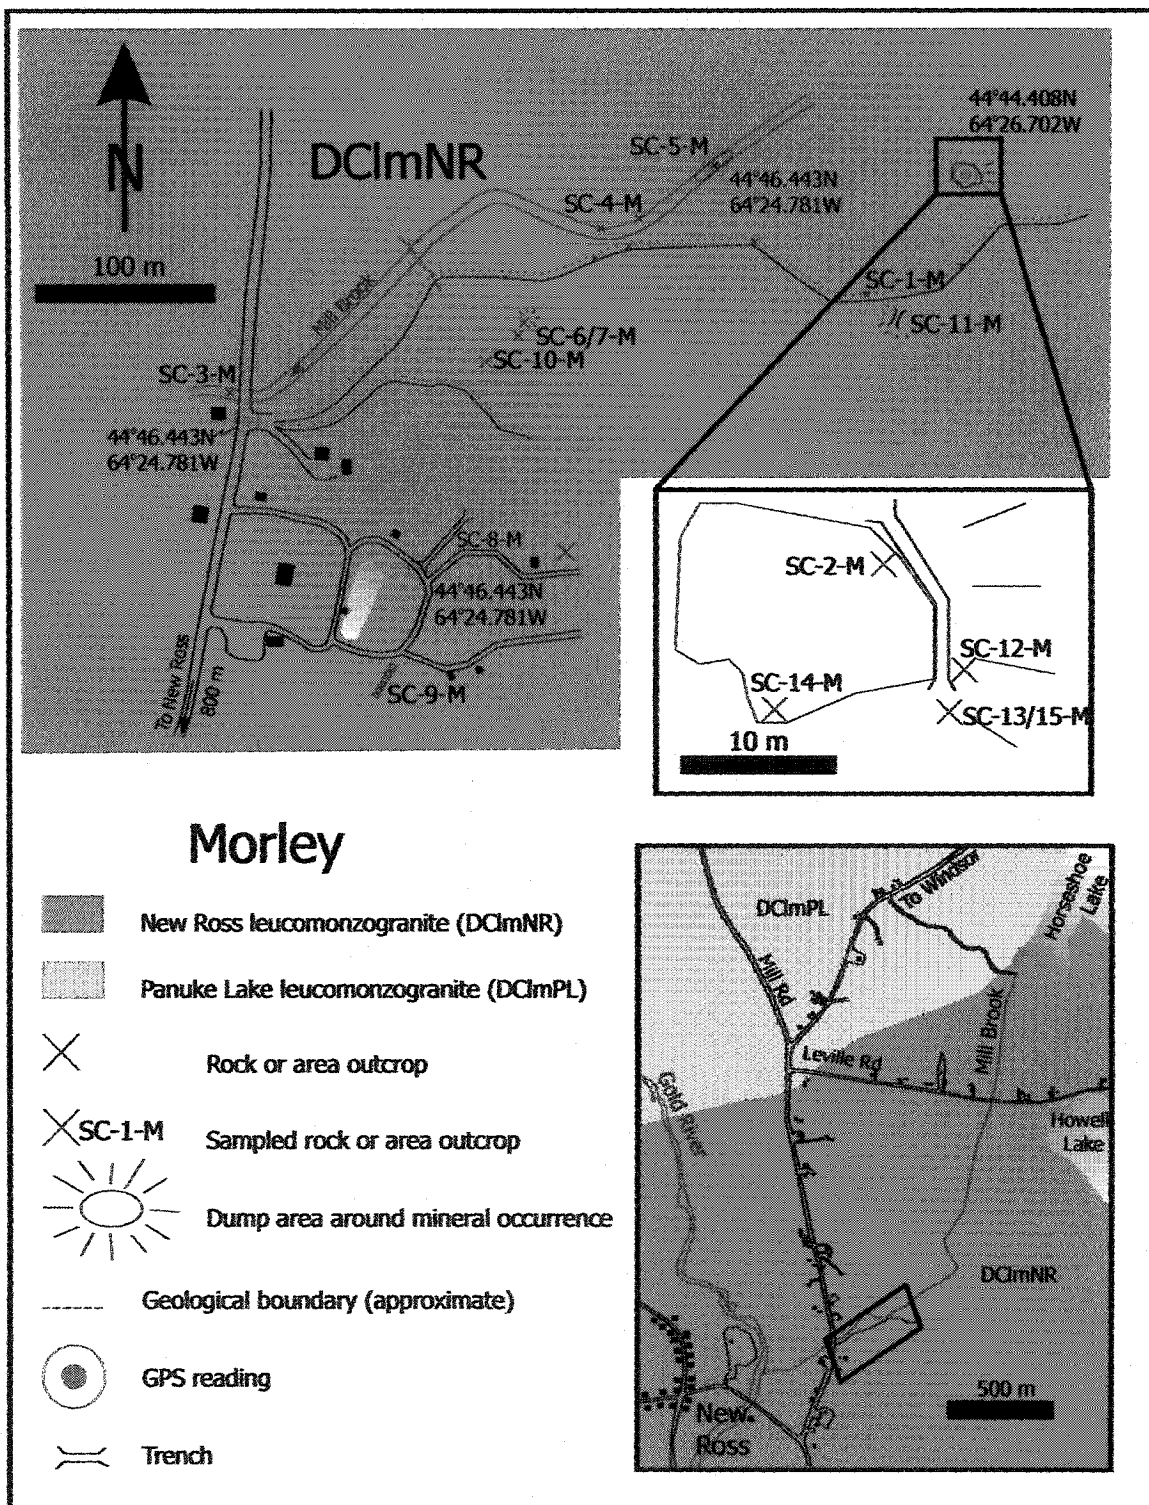 44°44.408N
64°26.702W
N
DClmNR
SC-5-M
44°46.443N
64°24.781W
SC-4-M
100 m
Mill Brook
SC-1-M
SC-11-M
SC-6/7-M
SC-10-M
SC-3-M
44°46.443N
64°24.781W
SC-8-M
44°46.443N
64°24.781W
SC-9-M
To New Ross
800 m
SC-2-M
SC-12-M
SC-14-M
SC-13/15-M
10 m
Morley
New Ross leucomonzogranite (DClmNR)
Panuke Lake leucomonzogranite (DClmPL)
Rock or area outcrop
SC-1-M
Sampled rock or area outcrop
Dump area around mineral occurrence
Geological boundary (approximate)
GPS reading
Trench
DClmPL
To Windsor
Horseshoe
Lake
Mill Rd
Leville Rd
Mill Brook
Gold River
Howell
Lake
DClmNR
500 m
New
Ross